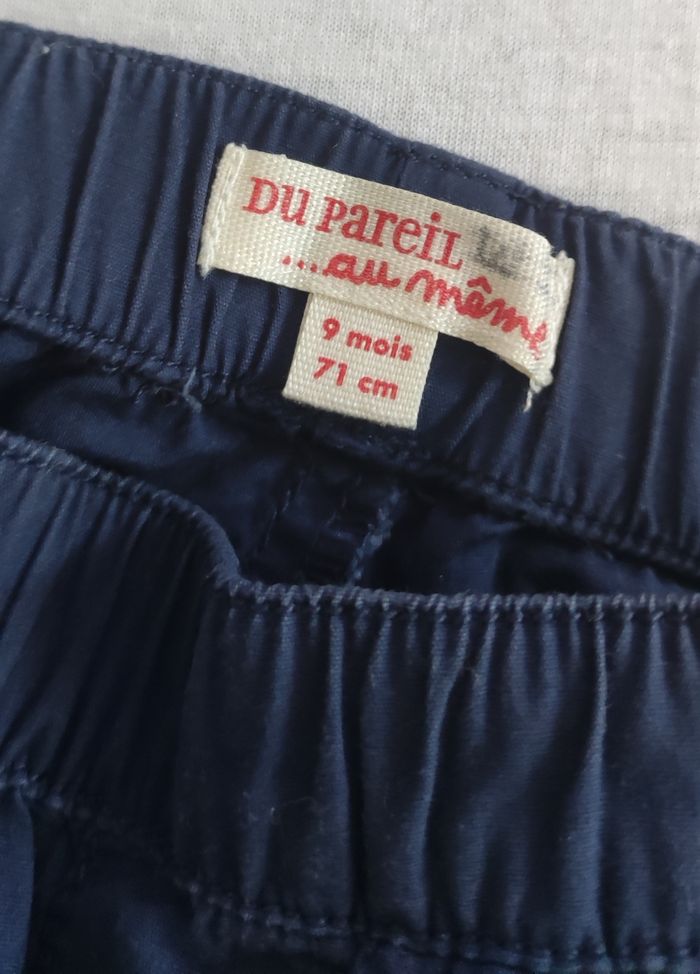 DU PAREIL
...au même
9 mois
71 cm